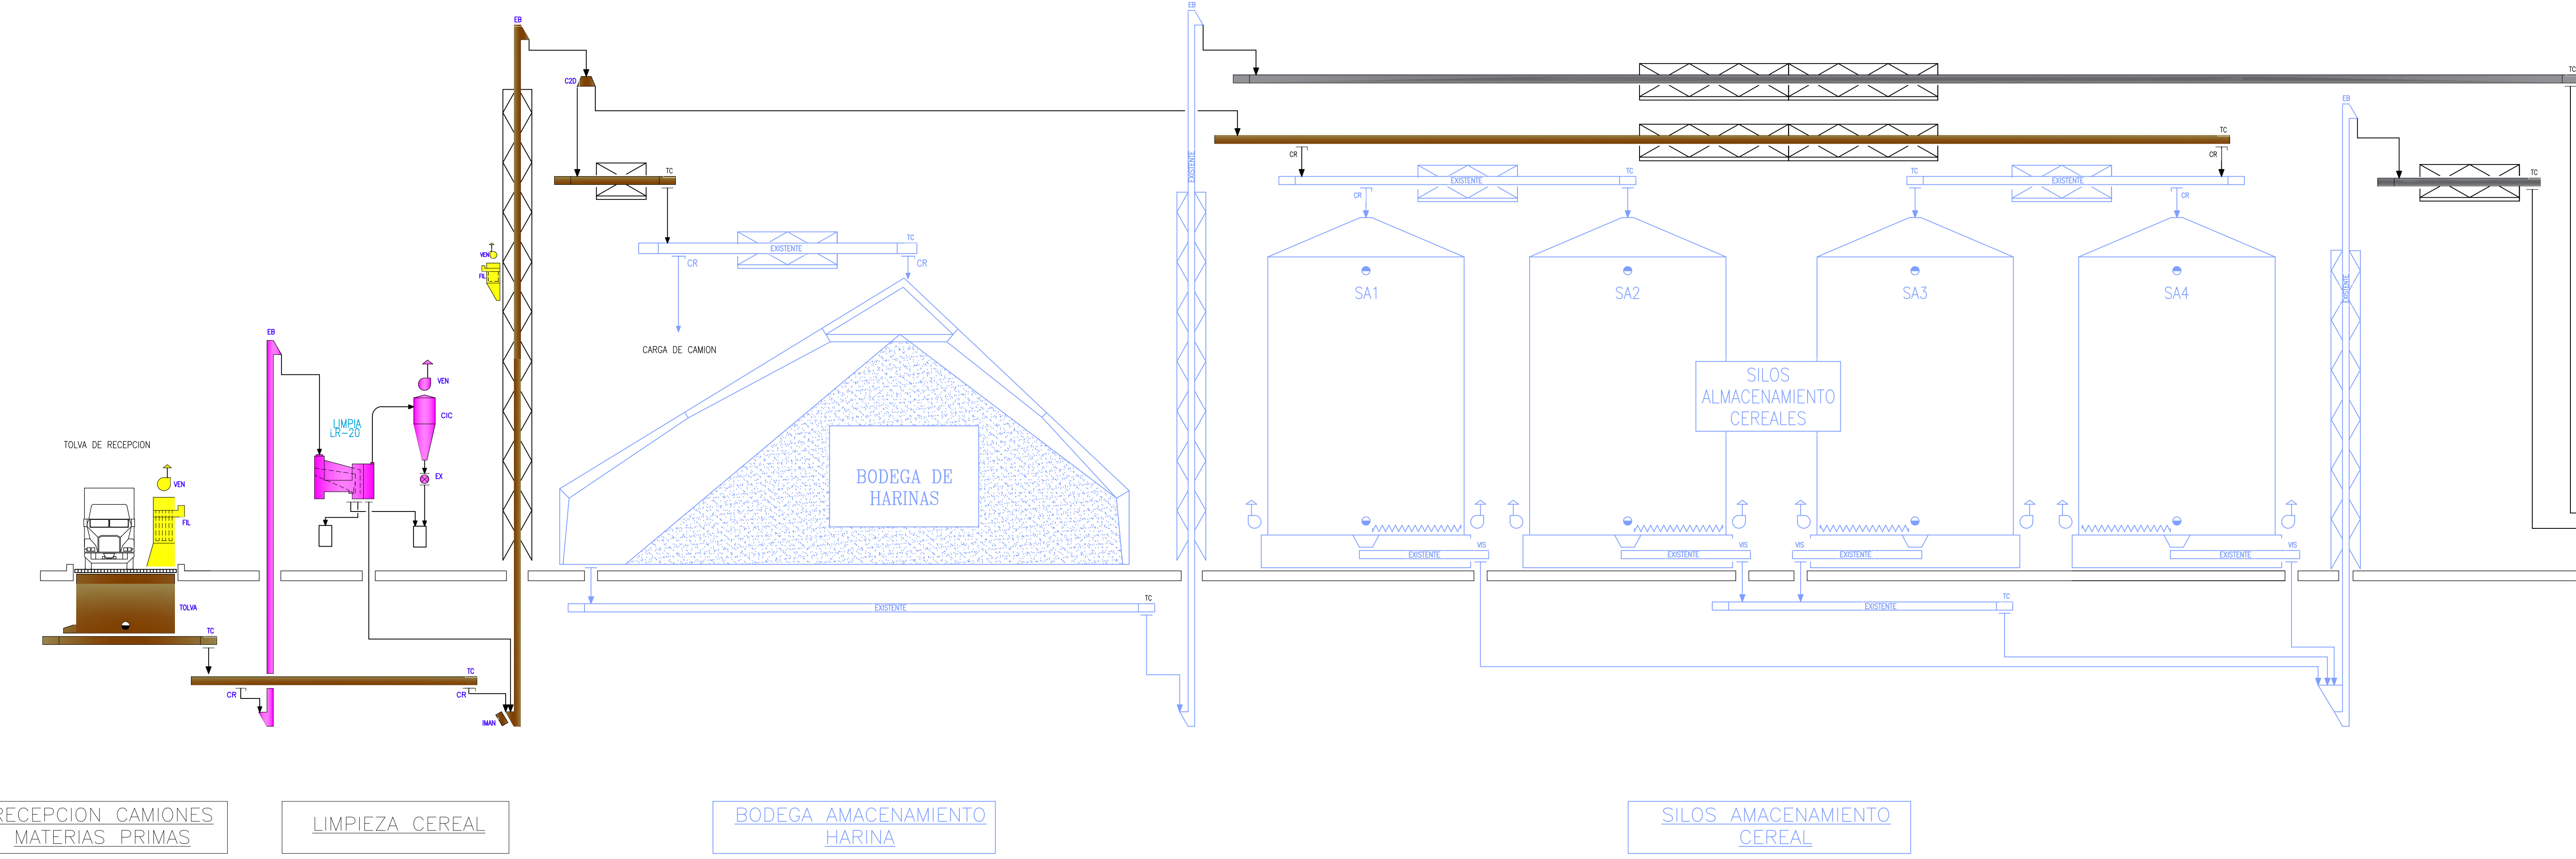 EB
EB
C2D
TC
EB
TC
TC
EB
TC
CR
CR
TC
EXISTENTE
EXISTENTE
TC
TC
EXISTENTE
CR
CR
VEN
FIL
TC
EXISTENTE
CR
CR
EXISTENTE
SA1
SA2
SA3
SA4
EB
CARGA DE CAMION
VEN
CIC
LIMPIA
LR-20
SILOS
ALMACENAMIENTO
CEREALES
TOLVA DE RECEPCION
VEN
FIL
EX
BODEGA DE
HARINAS
VIS
VIS
VIS
VIS
EXISTENTE
EXISTENTE
EXISTENTE
EXISTENTE
TOLVA
TC
TC
EXISTENTE
TC
EXISTENTE
TC
TC
CR
CR
IMAN
RECEPCION CAMIONES
MATERIAS PRIMAS
LIMPIEZA CEREAL
BODEGA AMACENAMIENTO
HARINA
SILOS AMACENAMIENTO
CEREAL